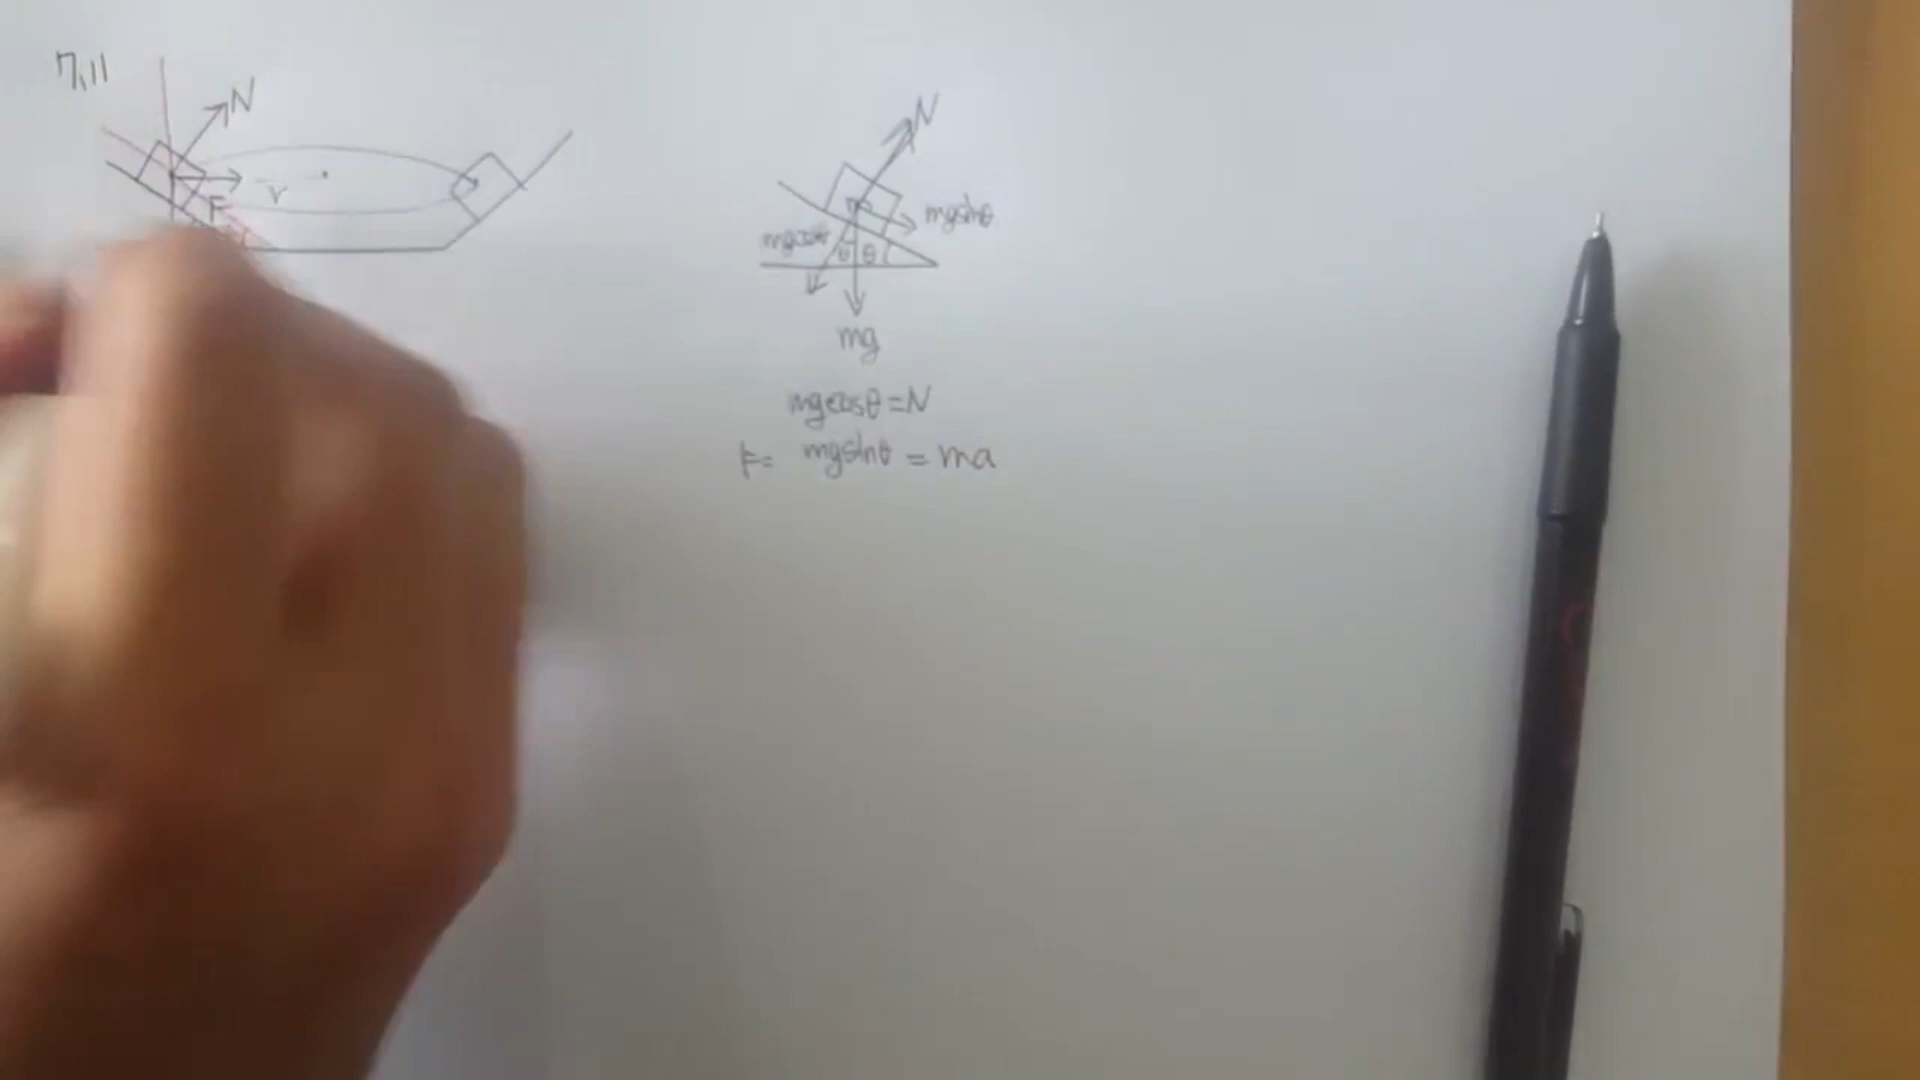 7,11
N
r
F
N
mgsinθ
mgcosθ
θ θ
mg
mgcosθ=N
F= mgsinθ = ma